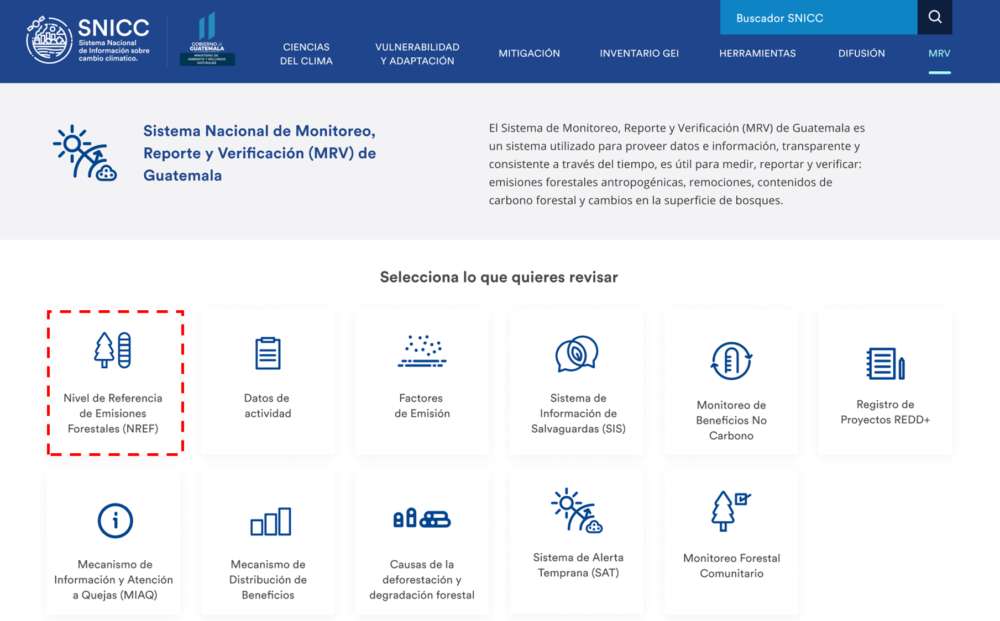 SNICC
Sistema Nacional
de Información sobre
cambio climatico.
GOBIERNO de
GUATEMALA
MINISTERIO DE
AMBIENTE Y RECURSOS
NATURALES
Buscador SNICC
CIENCIAS
DEL CLIMA
VULNERABILIDAD
Y ADAPTACIÓN
MITIGACIÓN
INVENTARIO GEI
HERRAMIENTAS
DIFUSIÓN
MRV
Sistema Nacional de Monitoreo,
Reporte y Verificación (MRV) de
Guatemala
El Sistema de Monitoreo, Reporte y Verificación (MRV) de Guatemala es
un sistema utilizado para proveer datos e información, transparente y
consistente a través del tiempo, es útil para medir, reportar y verificar:
emisiones forestales antropogénicas, remociones, contenidos de
carbono forestal y cambios en la superficie de bosques.
Selecciona lo que quieres revisar
Nivel de Referencia
de Emisiones
Forestales (NREF)
Datos de
actividad
Factores
de Emisión
Sistema de
Información de
Salvaguardas (SIS)
Monitoreo de
Beneficios No
Carbono
Registro de
Proyectos REDD+
Mecanismo de
Información y Atención
a Quejas (MIAQ)
Mecanismo de
Distribución de
Beneficios
Causas de la
deforestación y
degradación forestal
Sistema de Alerta
Temprana (SAT)
Monitoreo Forestal
Comunitario